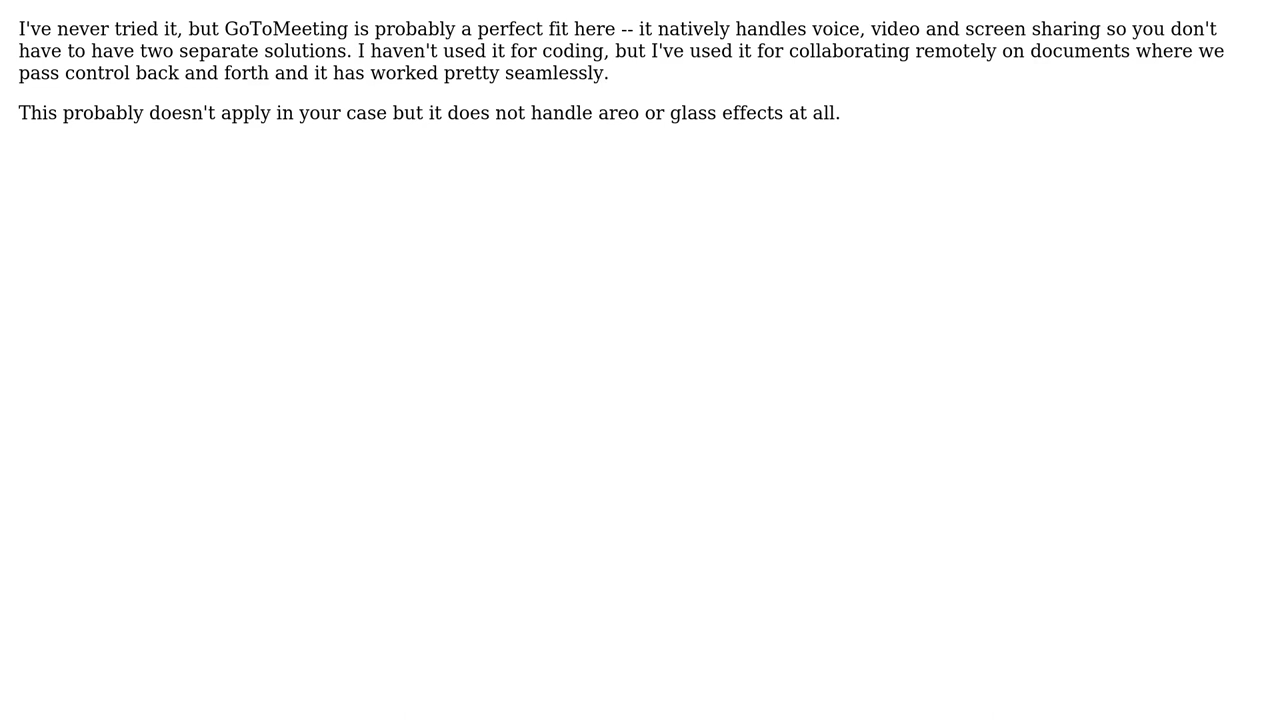 I've never tried it, but GoToMeeting is probably a perfect fit here -- it natively handles voice, video and screen sharing so you don't
have to have two separate solutions. I haven't used it for coding, but I've used it for collaborating remotely on documents where we
pass control back and forth and it has worked pretty seamlessly.
This probably doesn't apply in your case but it does not handle areo or glass effects at all.